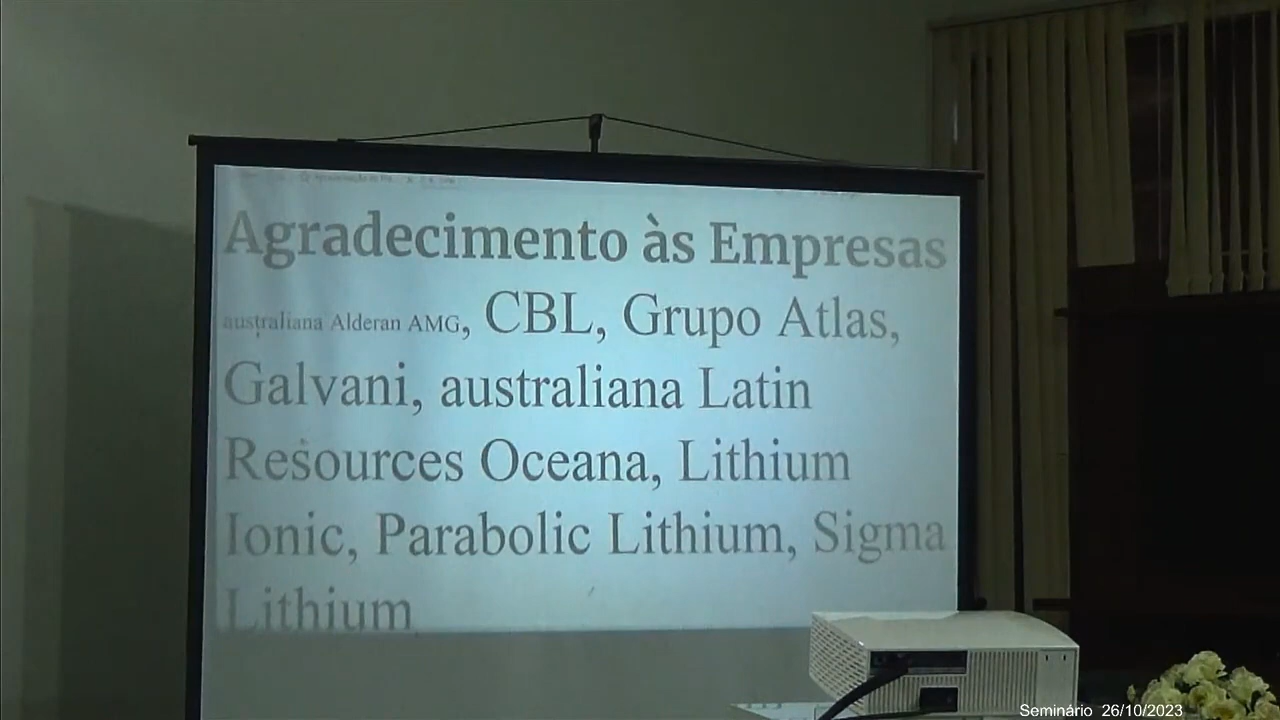 Agradecimento às Empresas
australiana Alderan AMG, CBL, Grupo Atlas,
Galvani, australiana Latin
Resources Oceana, Lithium
Ionic, Parabolic Lithium, Sigma
Lithium
Seminário 26/10/2023